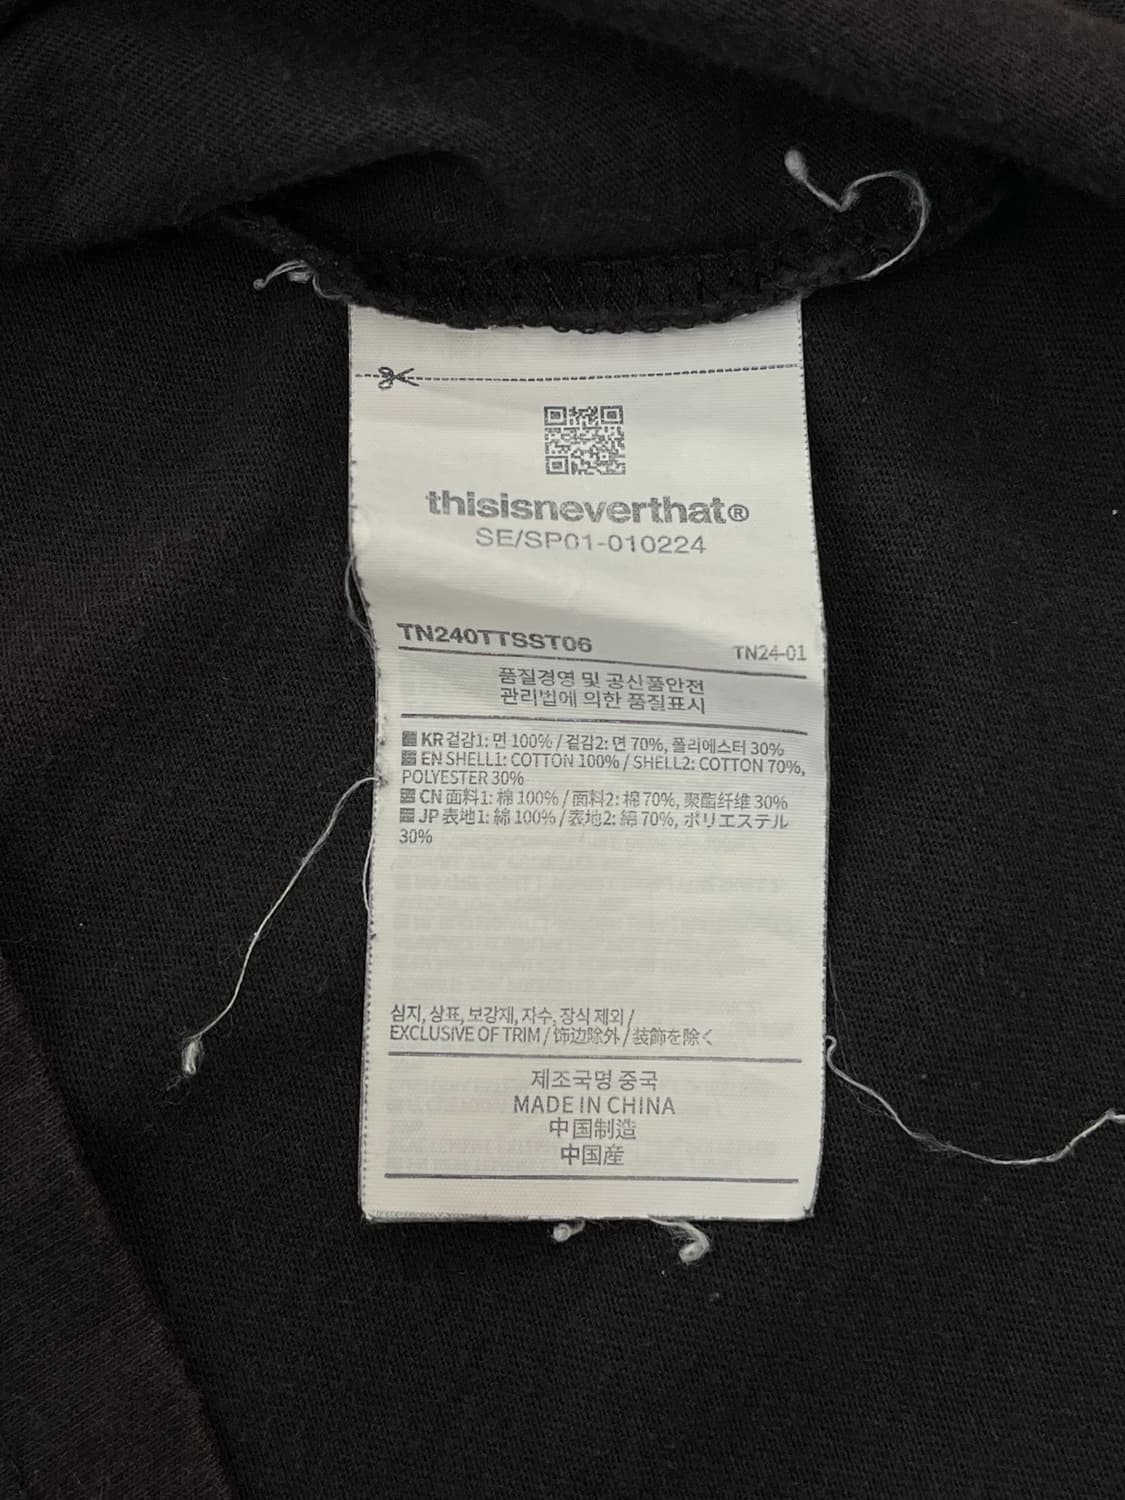 thisisneverthat®
SE/SP01-010224
TN240TTSST06 TN24-01
품질경영 및 공산품안전
관리법에 의한 품질표시
KR 겉감1: 면 100% / 겉감2: 면 70%, 폴리에스터 30%
EN SHELL1: COTTON 100% / SHELL2: COTTON 70%,
POLYESTER 30%
CN 面料1: 棉 100% / 面料2: 棉 70%, 聚酯纤维 30%
JP 表地1: 綿 100% / 表地2: 綿 70%, ポリエステル
30%
심지, 상표, 보강재, 자수, 장식 제외 /
EXCLUSIVE OF TRIM / 饰边除外 / 装飾を除く
제조국명 중국
MADE IN CHINA
中国制造
中国産